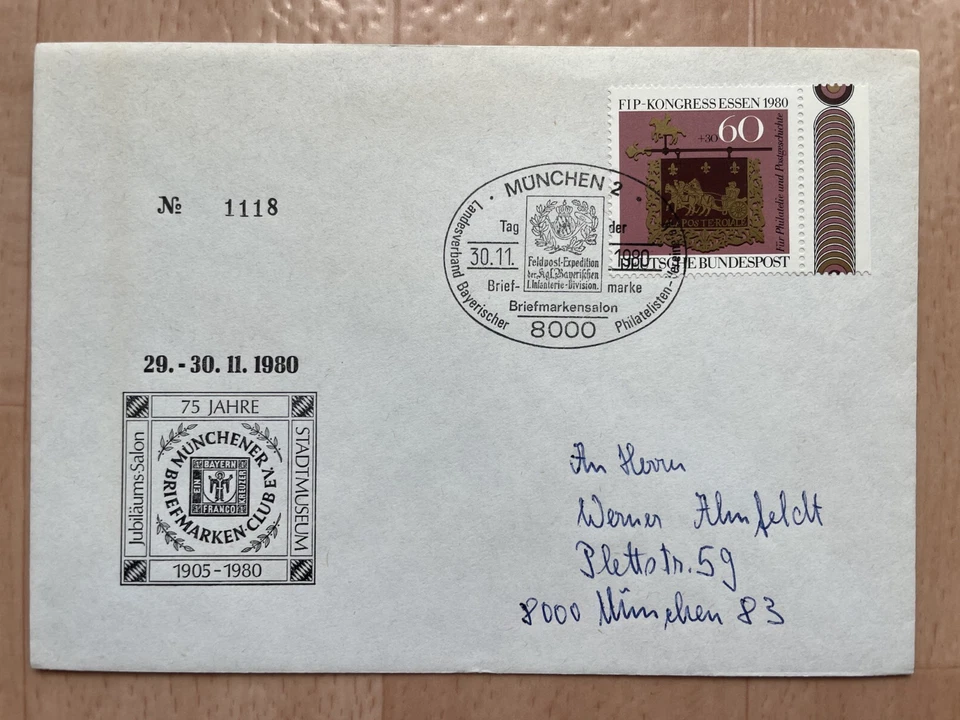 FIP-KONGRESS ESSEN 1980
+30 60
Für Philatelie und Postgeschichte
POSTE ROYALE
DEUTSCHE BUNDESPOST
MÜNCHEN 2
Tag der
30.11. 1980
Feldpost-Expedition
der Kgl. Bayerischen
1. Infanterie-Division.
Brief- marke
Briefmarkensalon
8000
Landesverband Bayerischer Philatelisten-Vereine
№ 1118
29.-30. 11. 1980
75 JAHRE
Jubiläums-Salon
STADTMUSEUM
MÜNCHENER
BRIEFMARKEN-CLUB E.V.
BAYERN
EIN
KREUZER
FRANCO
1905-1980
An Herrn
Werner Ahnfeldt
Plettstr. 59
8000 München 83